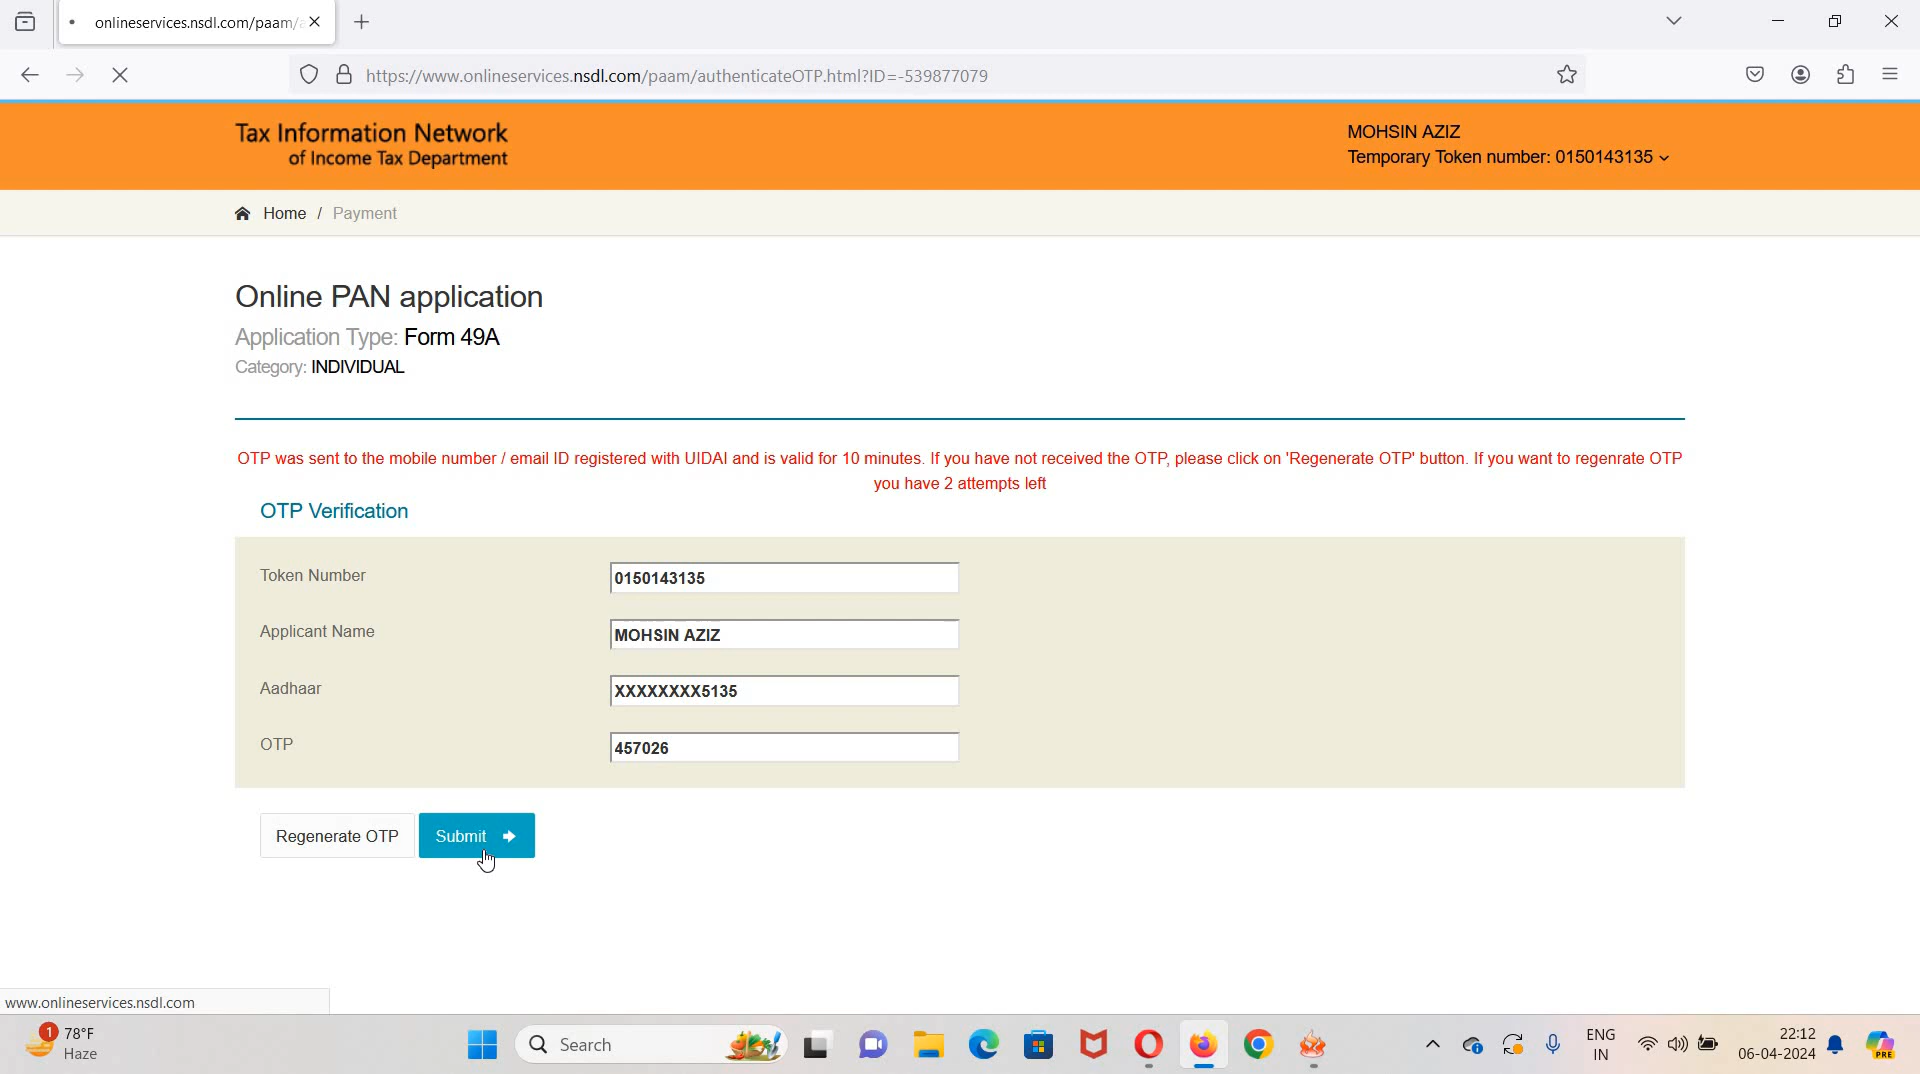 onlineservices.nsdl.com/paam/
https://www.onlineservices.nsdl.com/paam/authenticateOTP.html?ID=-539877079
Tax Information Network
of Income Tax Department
MOHSIN AZIZ
Temporary Token number: 0150143135
Home / Payment
Online PAN application
Application Type: Form 49A
Category: INDIVIDUAL
OTP was sent to the mobile number / email ID registered with UIDAI and is valid for 10 minutes. If you have not received the OTP, please click on 'Regenerate OTP' button. If you want to regenrate OTP
you have 2 attempts left
OTP Verification
Token Number 0150143135
Applicant Name MOHSIN AZIZ
Aadhaar XXXXXXXX5135
OTP 457026
Regenerate OTP Submit
www.onlineservices.nsdl.com
1 78°F
Haze
Search
ENG
IN
22:12
06-04-2024
PRE